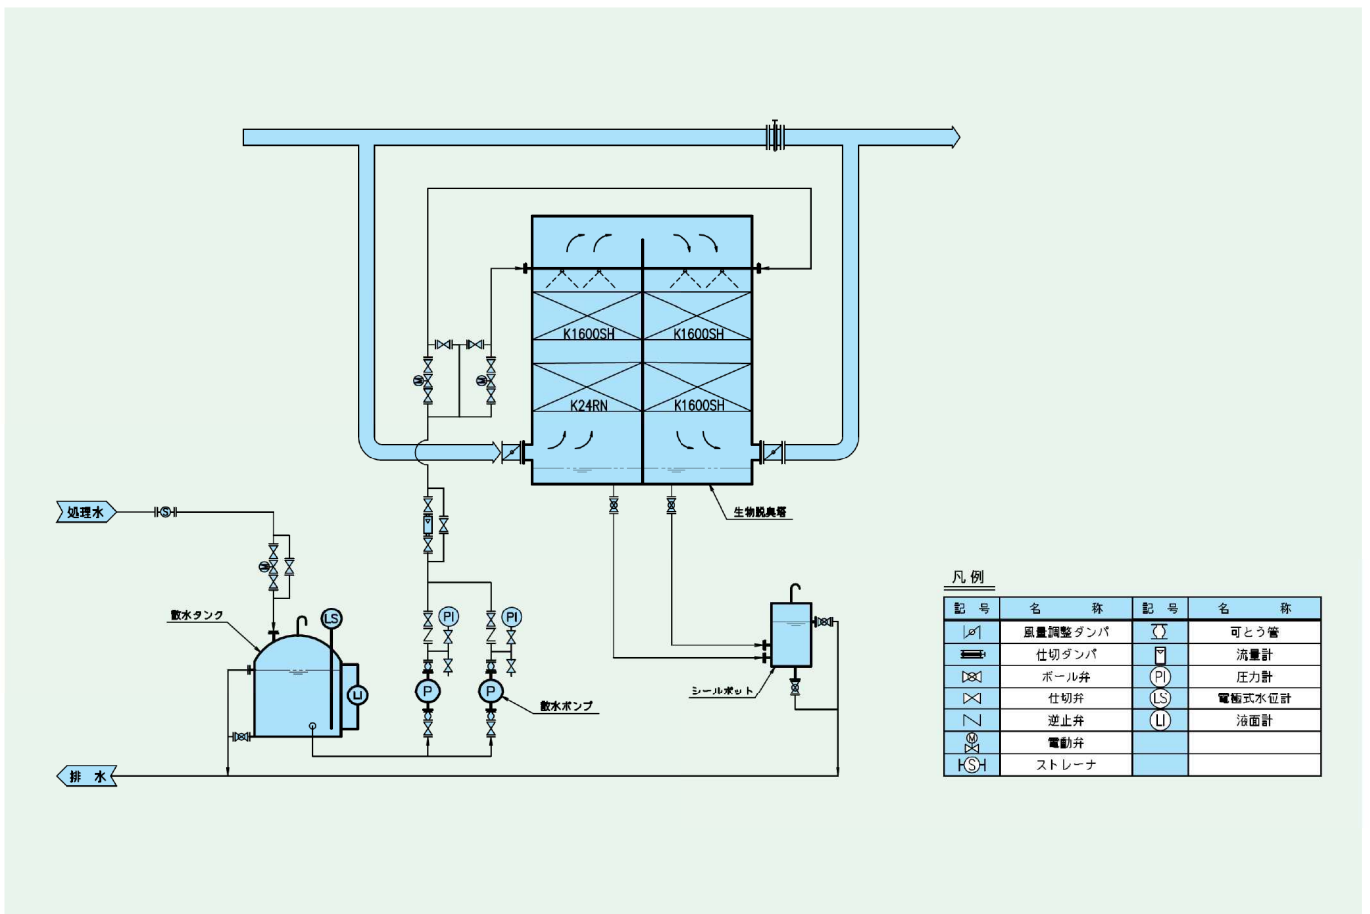 K1600SH K1600SH
K24RN K1600SH
M M
生物脱臭塔
処理水
S
M
散水タンク
LS
PI PI
P P
LI
散水ポンプ
シールポット
排 水
凡 例
記 号 名 称 記 号 名 称
風量調整ダンパ 可とう管
仕切ダンパ 流量計
ボール弁 PI 圧力計
仕切弁 LS 電極式水位計
逆止弁 LI 液面計
M 電動弁
S ストレーナ